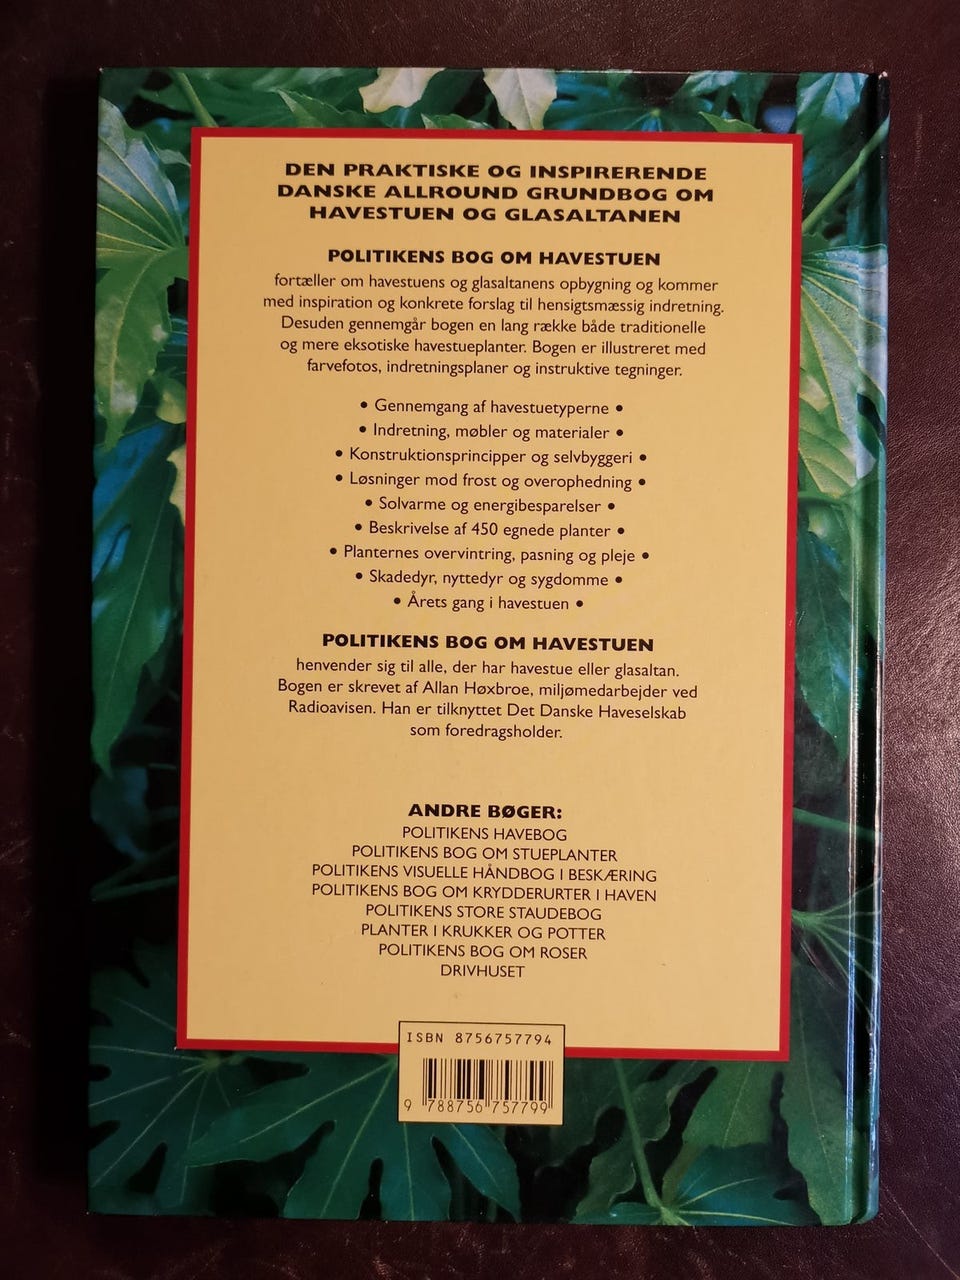 DEN PRAKTISKE OG INSPIRERENDE
DANSKE ALLROUND GRUNDBOG OM
HAVESTUEN OG GLASALTANEN
POLITIKENS BOG OM HAVESTUEN
fortæller om havestuens og glasaltanens opbygning og kommer
med inspiration og konkrete forslag til hensigtsmæssig indretning.
Desuden gennemgår bogen en lang række både traditionelle
og mere eksotiske havestueplanter. Bogen er illustreret med
farvefotos, indretningsplaner og instruktive tegninger.
• Gennemgang af havestuetyperne •
• Indretning, møbler og materialer •
• Konstruktionsprincipper og selvbyggeri •
• Løsninger mod frost og overophedning •
• Solvarme og energibesparelser •
• Beskrivelse af 450 egnede planter •
• Planternes overvintring, pasning og pleje •
• Skadedyr, nyttedyr og sygdomme •
• Årets gang i havestuen •
POLITIKENS BOG OM HAVESTUEN
henvender sig til alle, der har havestue eller glasaltan.
Bogen er skrevet af Allan Høxbroe, miljømedarbejder ved
Radioavisen. Han er tilknyttet Det Danske Haveselskab
som foredragsholder.
ANDRE BØGER:
POLITIKENS HAVEBOG
POLITIKENS BOG OM STUEPLANTER
POLITIKENS VISUELLE HÅNDBOG I BESKÆRING
POLITIKENS BOG OM KRYDDERURTER I HAVEN
POLITIKENS STORE STAUDEBOG
PLANTER I KRUKKER OG POTTER
POLITIKENS BOG OM ROSER
DRIVHUSET
ISBN 8756757794
9 788756 757799